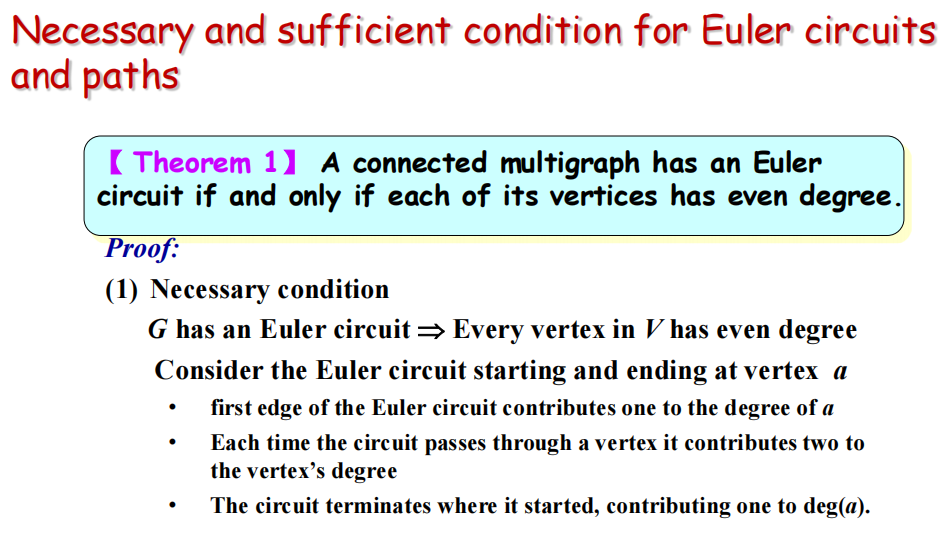 Necessary and sufficient condition for Euler circuits
and paths
【 Theorem 1】 A connected multigraph has an Euler
circuit if and only if each of its vertices has even degree.
Proof:
(1) Necessary condition
G has an Euler circuit ⇒ Every vertex in V has even degree
Consider the Euler circuit starting and ending at vertex a
• first edge of the Euler circuit contributes one to the degree of a
• Each time the circuit passes through a vertex it contributes two to
the vertex’s degree
• The circuit terminates where it started, contributing one to deg(a).